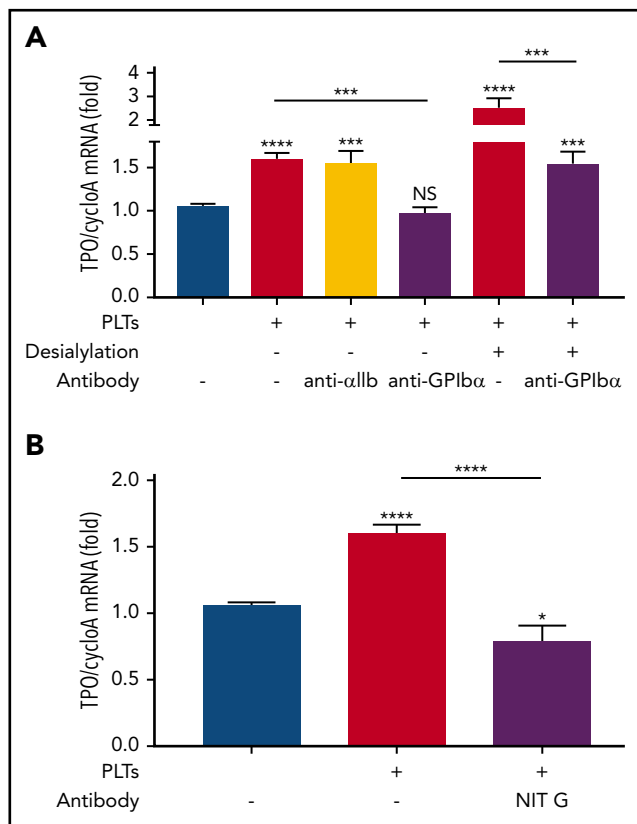 A
TPO/cycloA mRNA (fold)
4
3
2
1.5
1.0
0.5
0.0
***
***
**** *** NS **** ***
PLTs + + + + +
Desialylation - - - - + +
Antibody - - anti-αIIb anti-GPIbα - anti-GPIbα
B
TPO/cycloA mRNA (fold)
2.0
1.5
1.0
0.5
0.0
****
**** *
PLTs + +
Antibody - - NIT G